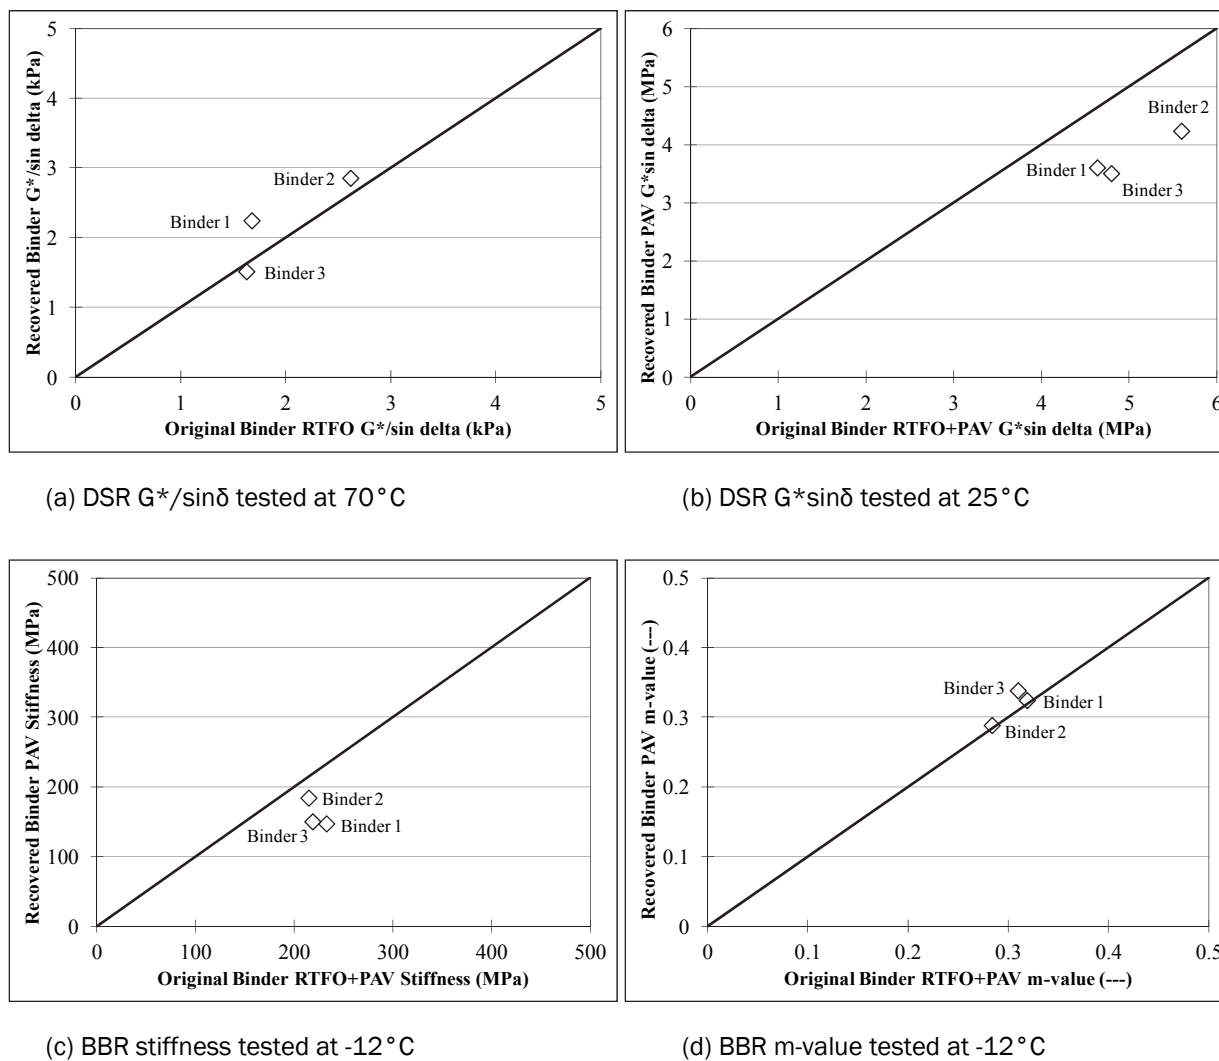 Recovered Binder G*/sin delta (kPa)
5
4
3
2
1
0
Binder 2
Binder 1
Binder 3
0 1 2 3 4 5
Original Binder RTFO G*/sin delta (kPa)
(a) DSR G*/sinδ tested at 70°C
Recovered Binder PAV G*sin delta (MPa)
6
5
4
3
2
1
0
Binder 2
Binder 1
Binder 3
0 1 2 3 4 5 6
Original Binder RTFO+PAV G*sin delta (MPa)
(b) DSR G*sinδ tested at 25°C
Recovered Binder PAV Stiffness (MPa)
500
400
300
200
100
0
Binder 2
Binder 3 Binder 1
0 100 200 300 400 500
Original Binder RTFO+PAV Stiffness (MPa)
(c) BBR stiffness tested at -12°C
Recovered Binder PAV m-value (---)
0.5
0.4
0.3
0.2
0.1
0
Binder 3
Binder 1
Binder 2
0 0.1 0.2 0.3 0.4 0.5
Original Binder RTFO+PAV m-value (---)
(d) BBR m-value tested at -12°C